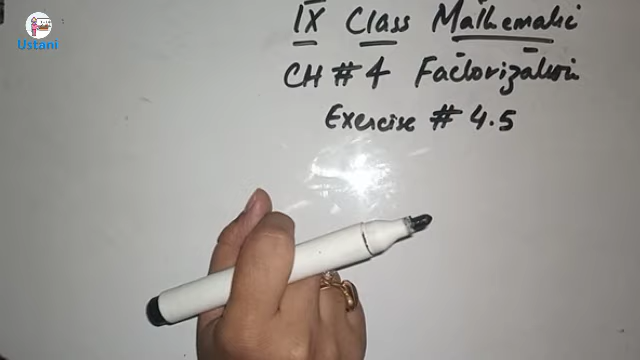 Ustani
IX Class Mathematic
CH # 4 Factorization
Exercise # 4.5